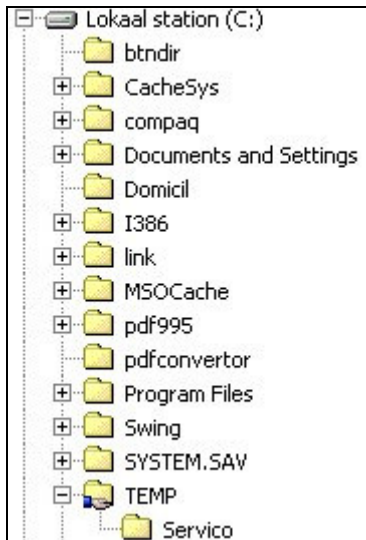 Lokaal station (C:)
btndir
CacheSys
compaq
Documents and Settings
Domicil
I386
link
MSOCache
pdf995
pdfconvertor
Program Files
Swing
SYSTEM.SAV
TEMP
Servico